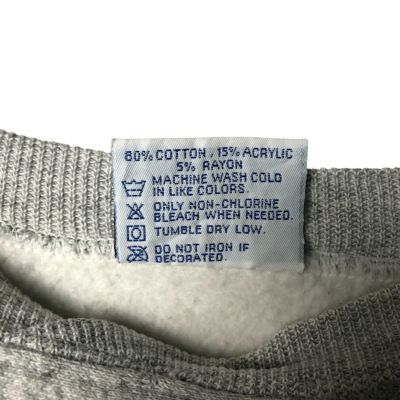 80% COTTON, 15% ACRYLIC
5% RAYON
MACHINE WASH COLD
IN LIKE COLORS.
ONLY NON-CHLORINE
BLEACH WHEN NEEDED.
TUMBLE DRY LOW.
DO NOT IRON IF
DECORATED.